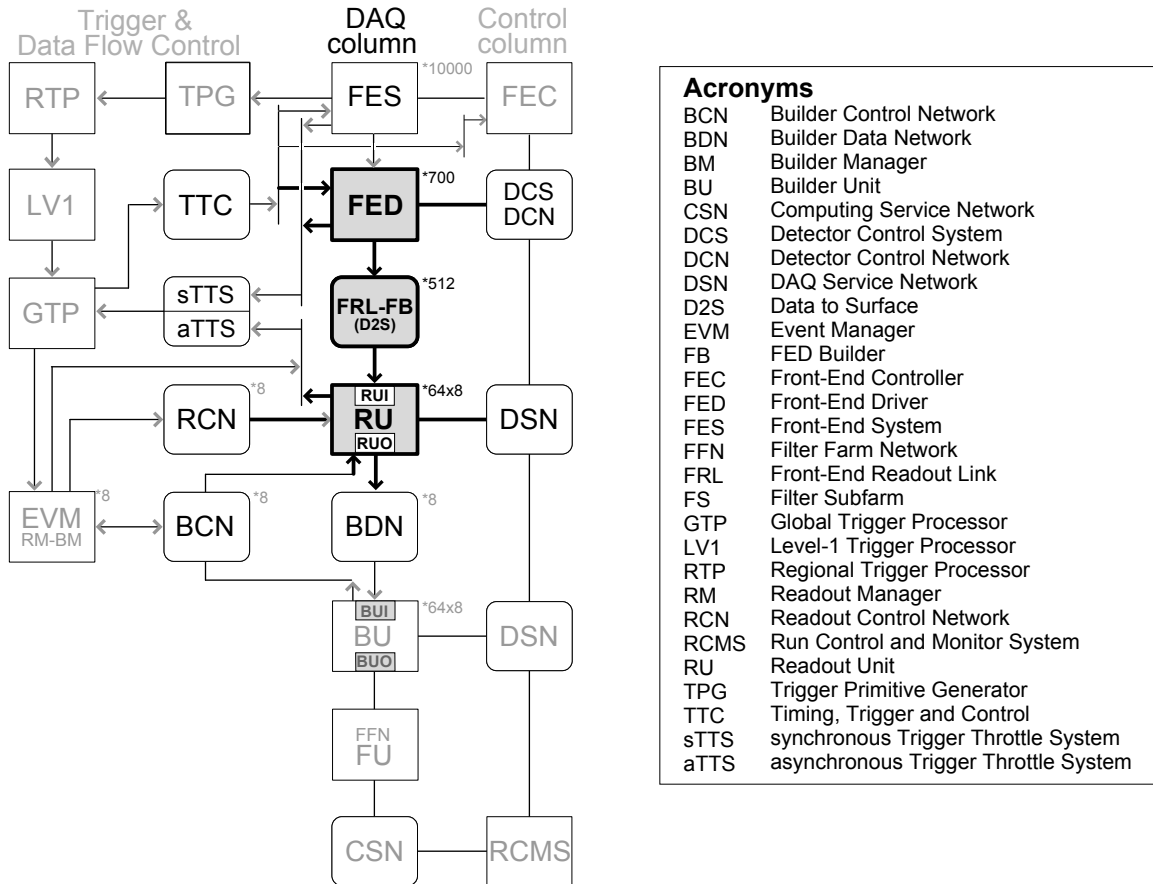 Trigger &
Data Flow Control
DAQ
column
Control
column
RTP
TPG
FES
*10000
FEC
LV1
TTC
FED
*700
DCS
DCN
GTP
sTTS
aTTS
FRL-FB
(D2S)
*512
RCN
*8
RUI
RU
RUO
*64x8
DSN
EVM
RM-BM
*8
BCN
*8
BDN
*8
BUI
BU
BUO
*64x8
DSN
FFN
FU
CSN
RCMS
Acronyms
BCN Builder Control Network
BDN Builder Data Network
BM Builder Manager
BU Builder Unit
CSN Computing Service Network
DCS Detector Control System
DCN Detector Control Network
DSN DAQ Service Network
D2S Data to Surface
EVM Event Manager
FB FED Builder
FEC Front-End Controller
FED Front-End Driver
FES Front-End System
FFN Filter Farm Network
FRL Front-End Readout Link
FS Filter Subfarm
GTP Global Trigger Processor
LV1 Level-1 Trigger Processor
RTP Regional Trigger Processor
RM Readout Manager
RCN Readout Control Network
RCMS Run Control and Monitor System
RU Readout Unit
TPG Trigger Primitive Generator
TTC Timing, Trigger and Control
sTTS synchronous Trigger Throttle System
aTTS asynchronous Trigger Throttle System